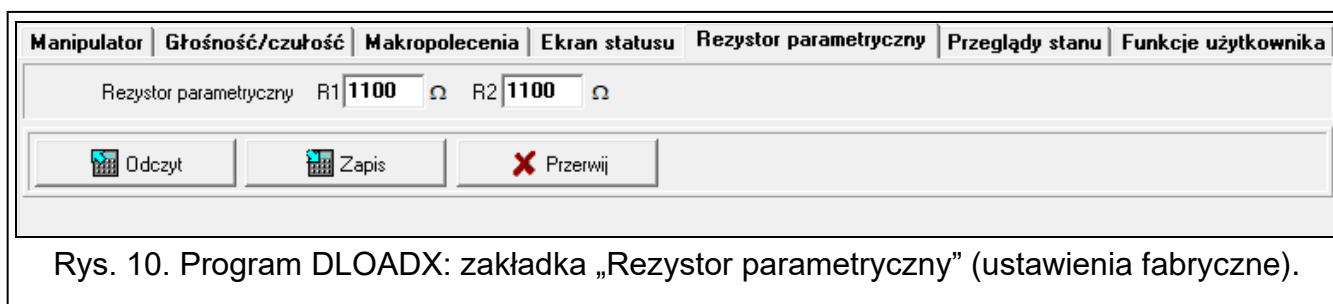 Manipulator Głośność/czułość Makropolecenia Ekran statusu Rezystor parametryczny Przeglądy stanu Funkcje użytkownika
Rezystor parametryczny R1 1100 Ω R2 1100 Ω
Odczyt Zapis Przerwij
Rys. 10. Program DLOADX: zakładka „Rezystor parametryczny” (ustawienia fabryczne).